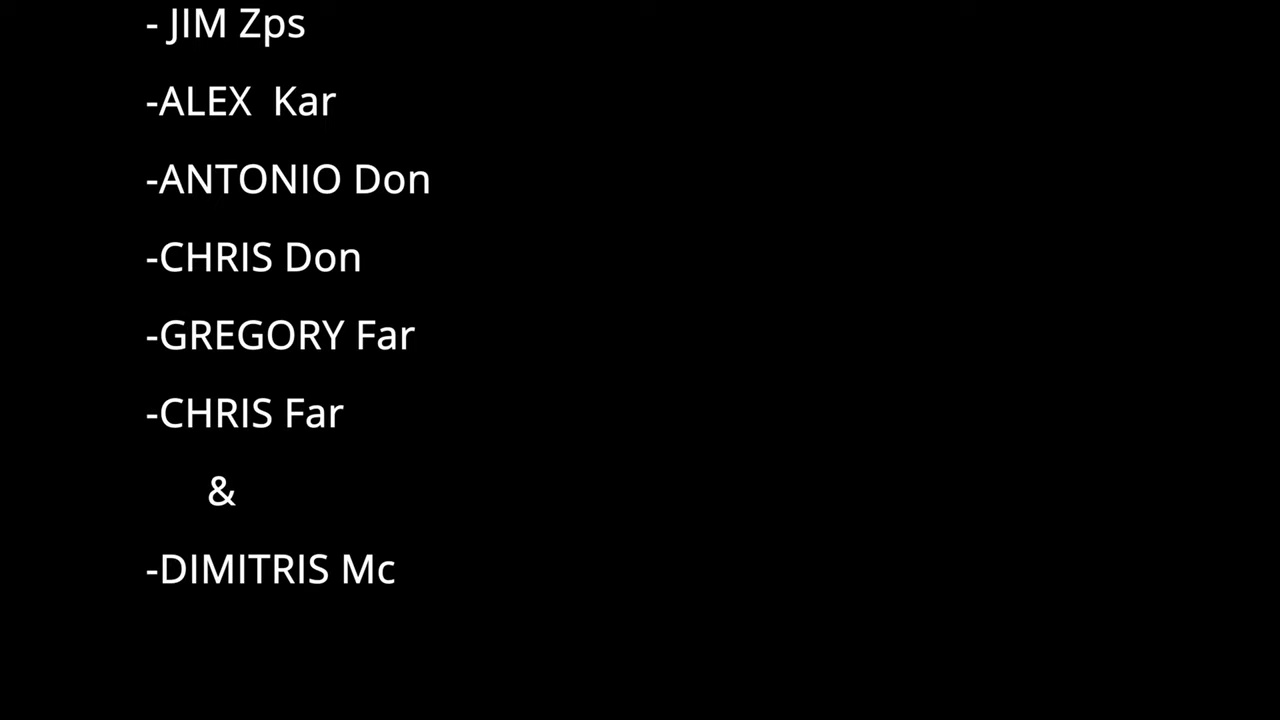 - JIM Zps
-ALEX  Kar
-ANTONIO Don
-CHRIS Don
-GREGORY Far
-CHRIS Far
&
-DIMITRIS Mc